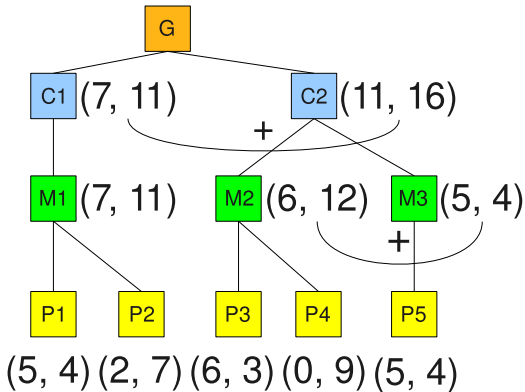 G
C1 (7, 11) C2 (11, 16)
+
M1 (7, 11) M2 (6, 12) M3 (5, 4)
+
P1 P2 P3 P4 P5
(5, 4) (2, 7) (6, 3) (0, 9) (5, 4)